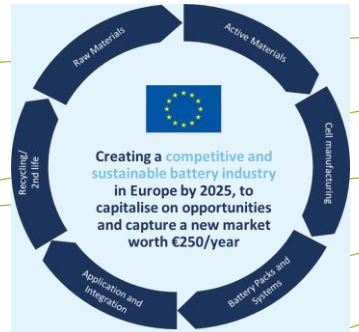 Raw Materials
Active Materials
Cell manufacturing
Battery Packs and
Systems
Application and
Integration
Recycling/
2nd life
Creating a competitive and
sustainable battery industry
in Europe by 2025, to
capitalise on opportunities
and capture a new market
worth €250/year